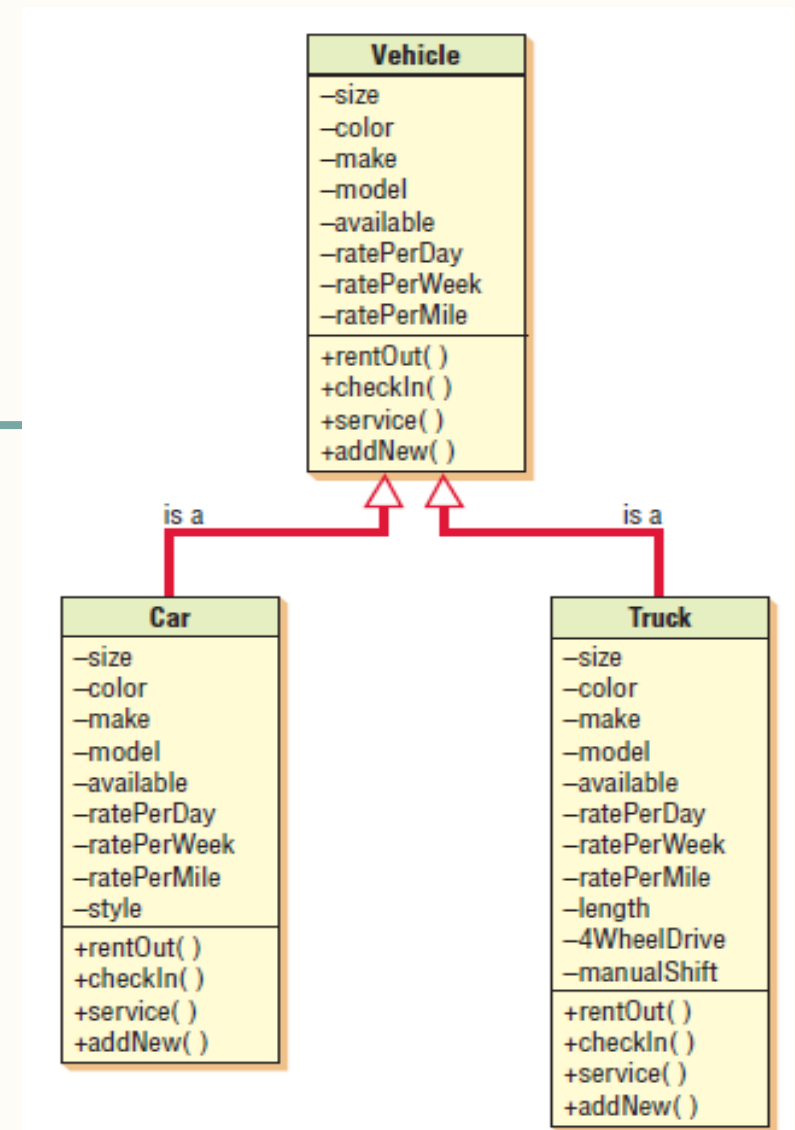 Vehicle
–size
–color
–make
–model
–available
–ratePerDay
–ratePerWeek
–ratePerMile
+rentOut( )
+checkIn( )
+service( )
+addNew( )
is a
is a
Car
–size
–color
–make
–model
–available
–ratePerDay
–ratePerWeek
–ratePerMile
–style
+rentOut( )
+checkIn( )
+service( )
+addNew( )
Truck
–size
–color
–make
–model
–available
–ratePerDay
–ratePerWeek
–ratePerMile
–length
–4WheelDrive
–manualShift
+rentOut( )
+checkIn( )
+service( )
+addNew( )